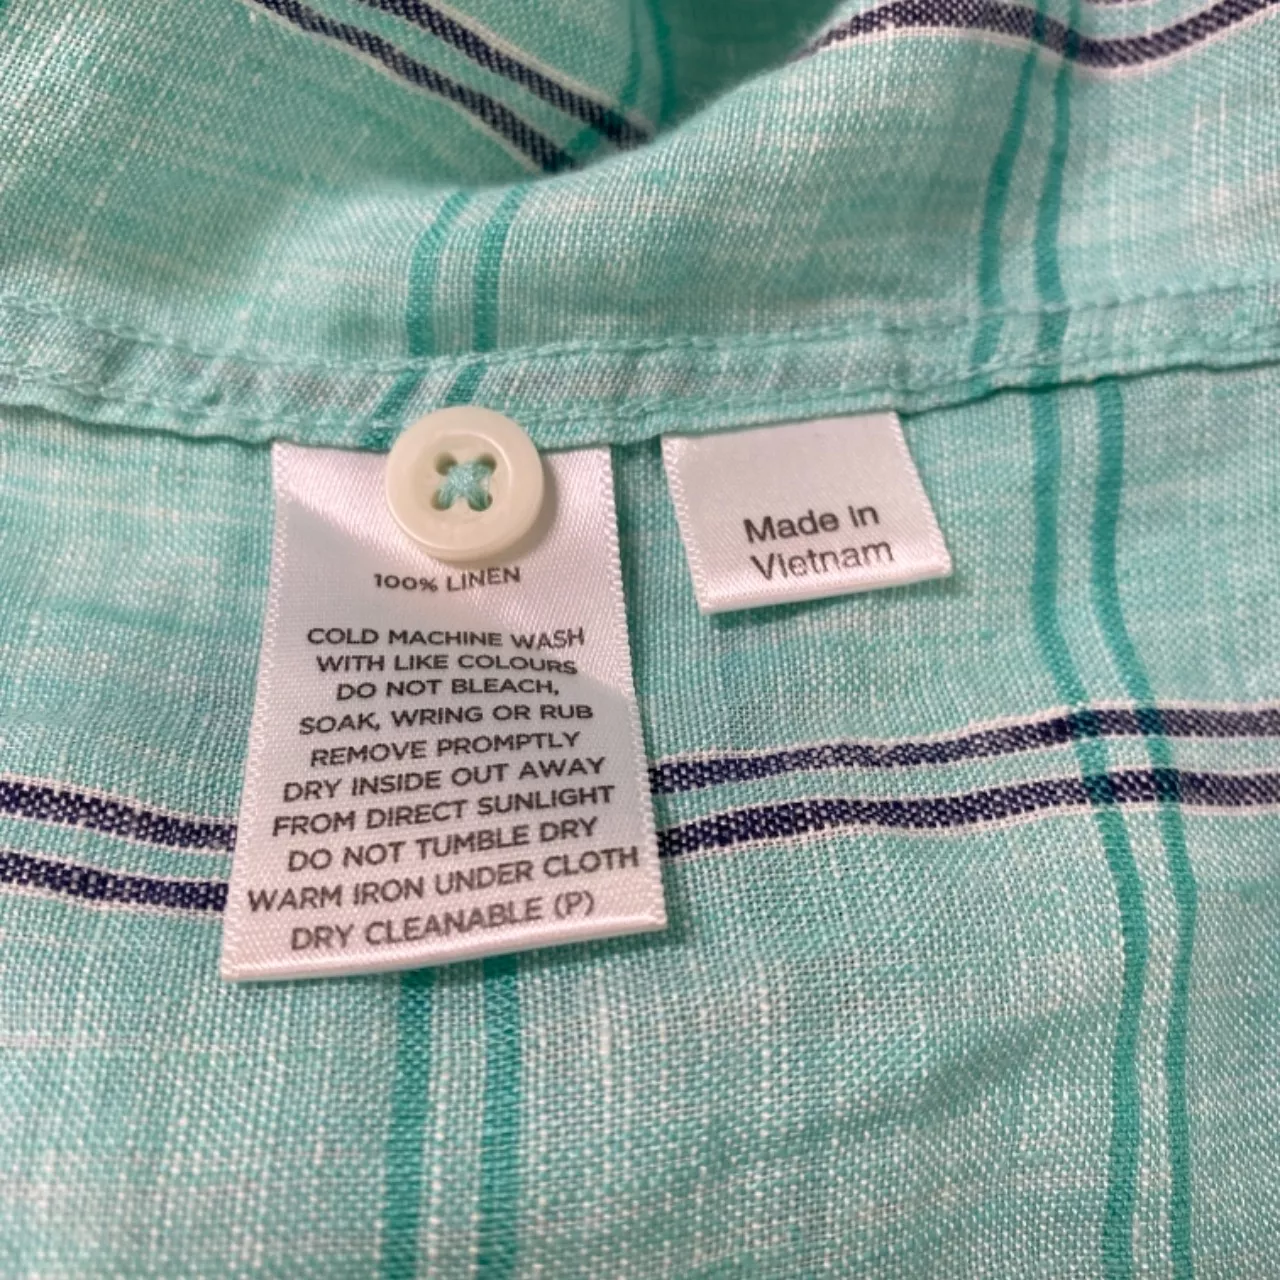 100% LINEN
COLD MACHINE WASH
WITH LIKE COLOURS
DO NOT BLEACH,
SOAK, WRING OR RUB
REMOVE PROMPTLY
DRY INSIDE OUT AWAY
FROM DIRECT SUNLIGHT
DO NOT TUMBLE DRY
WARM IRON UNDER CLOTH
DRY CLEANABLE (P)
Made in
Vietnam